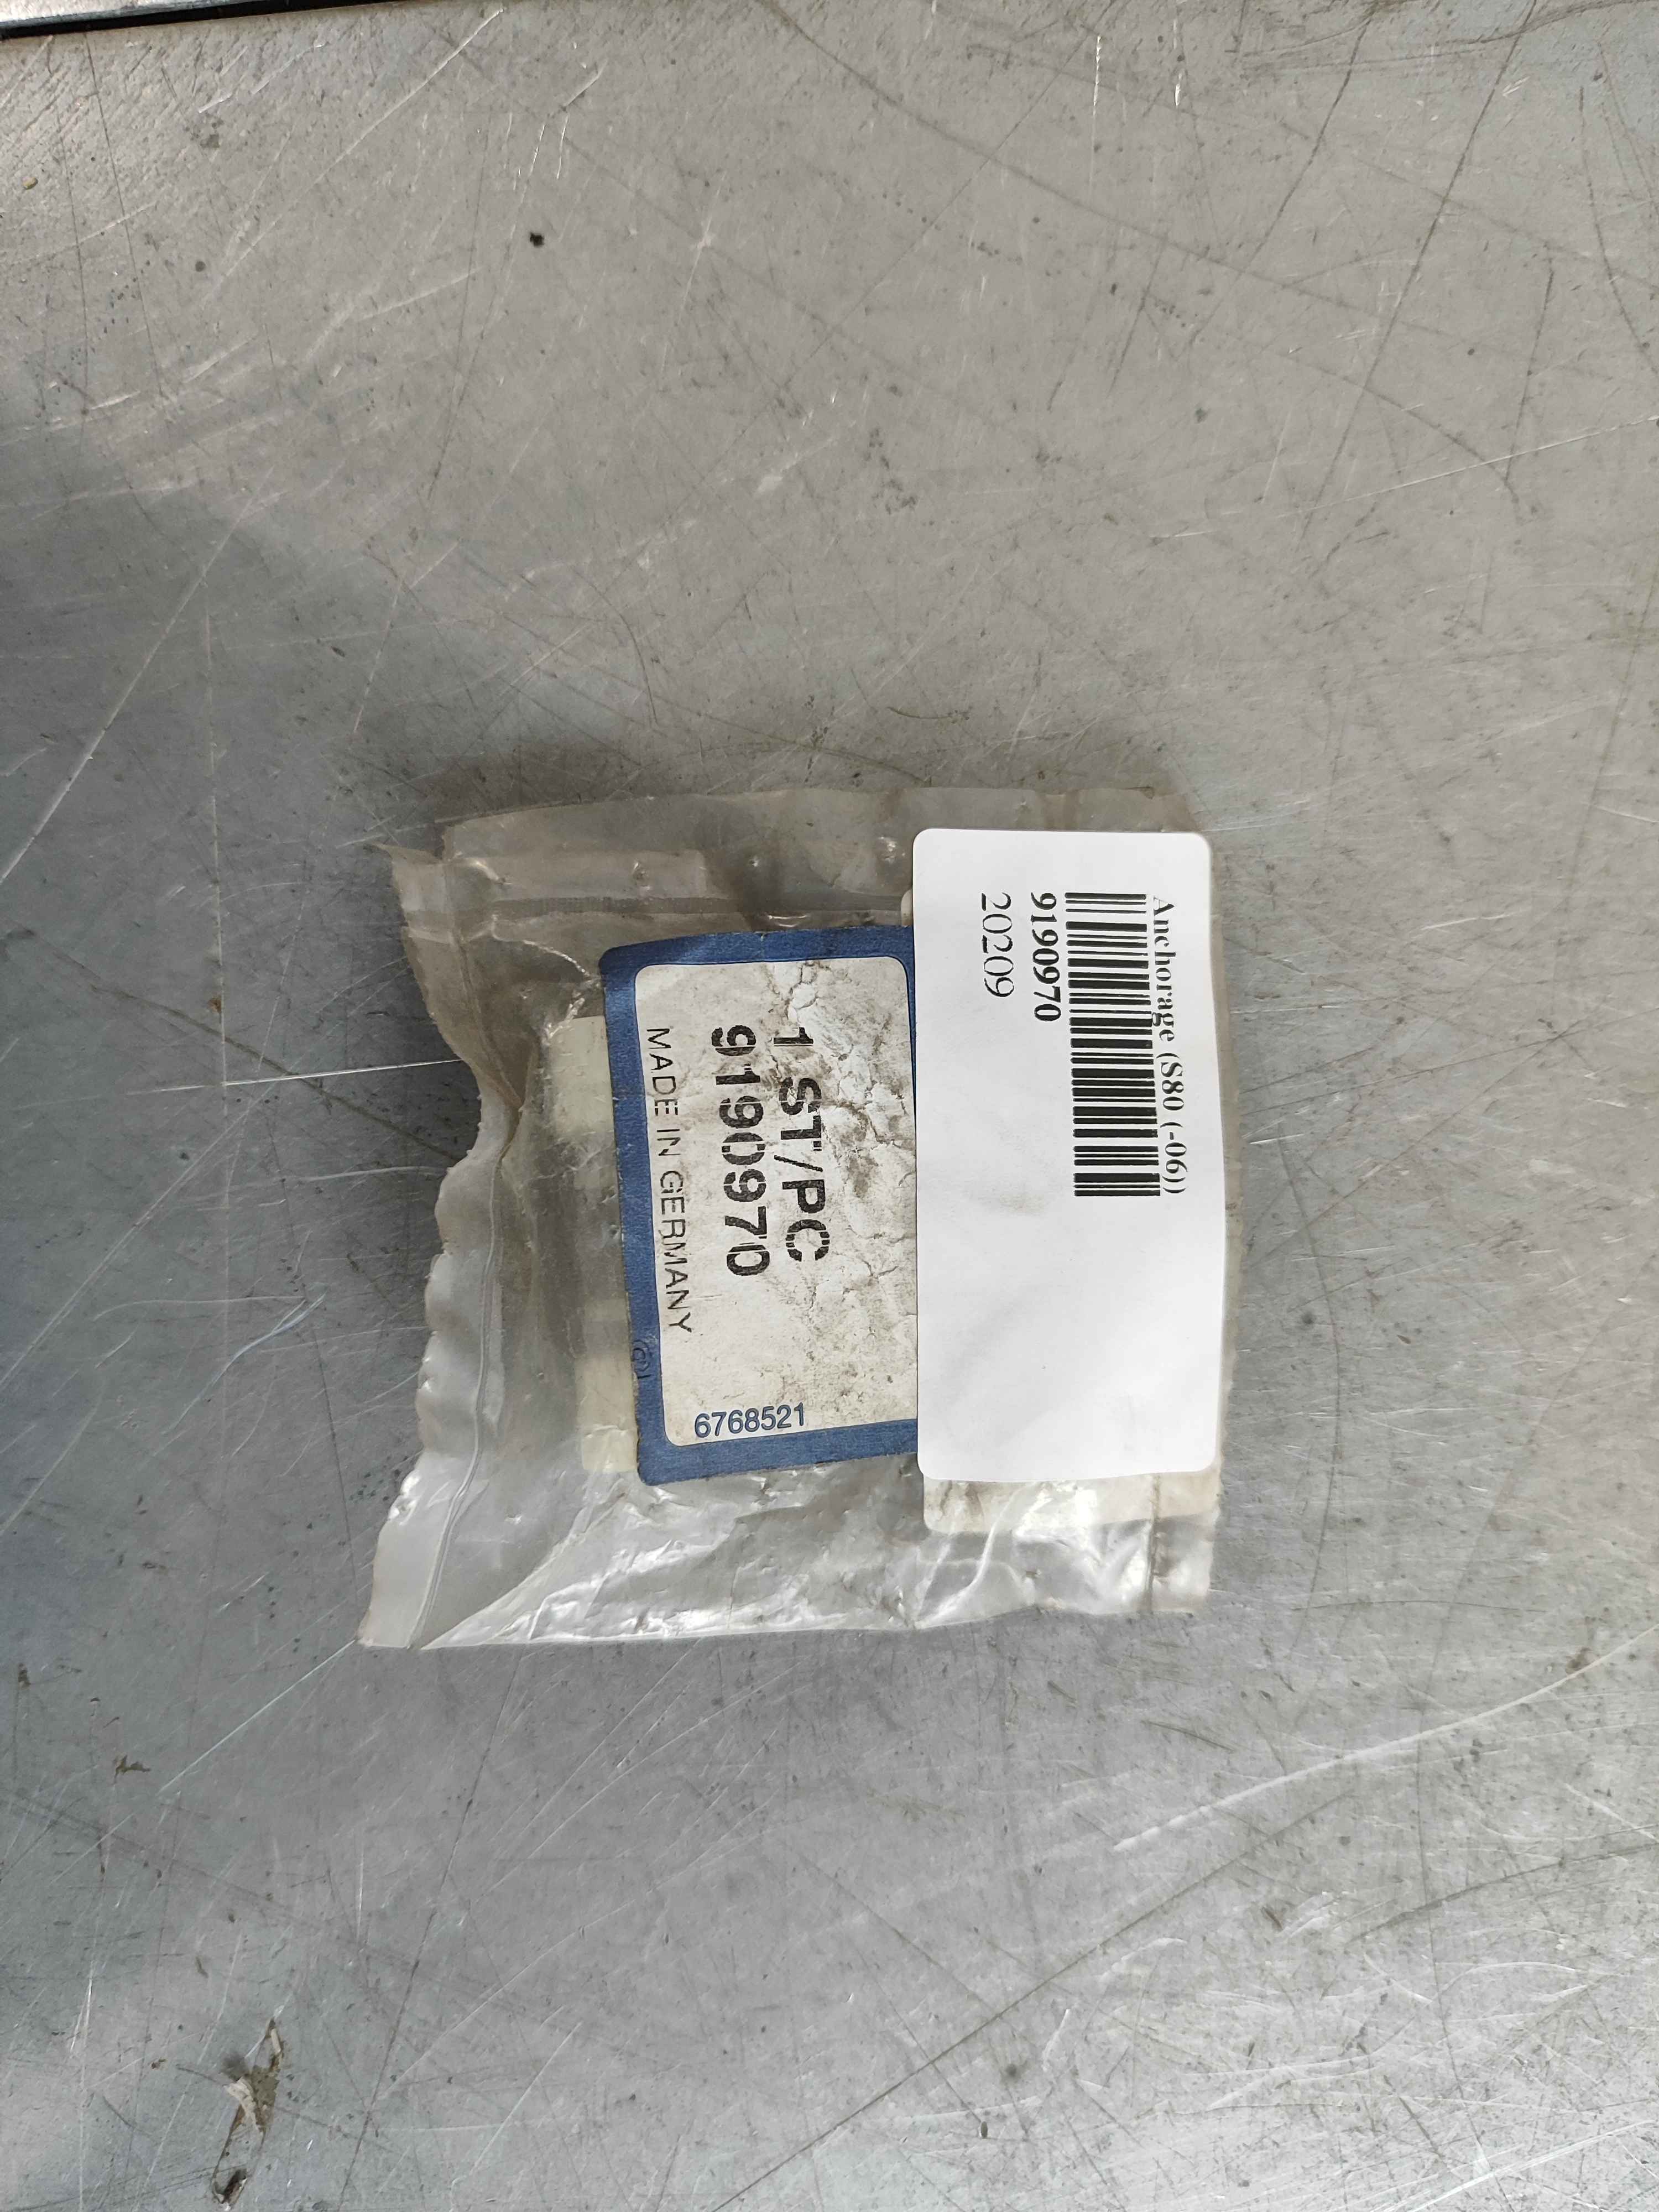 Anchorage (S80 (-06))
9190970
20209
1 ST/PC
9190970
MADE IN GERMANY
6768521